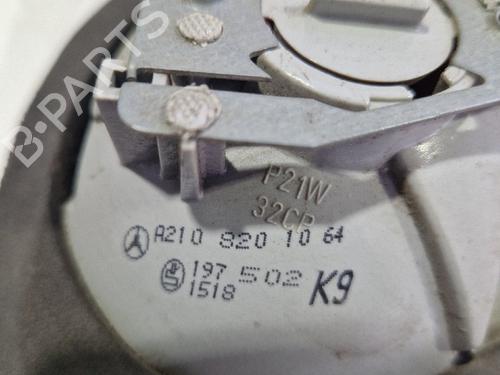 B-PARTS
P21W
32CP
A210 820 10 64
197 502 K9
1518